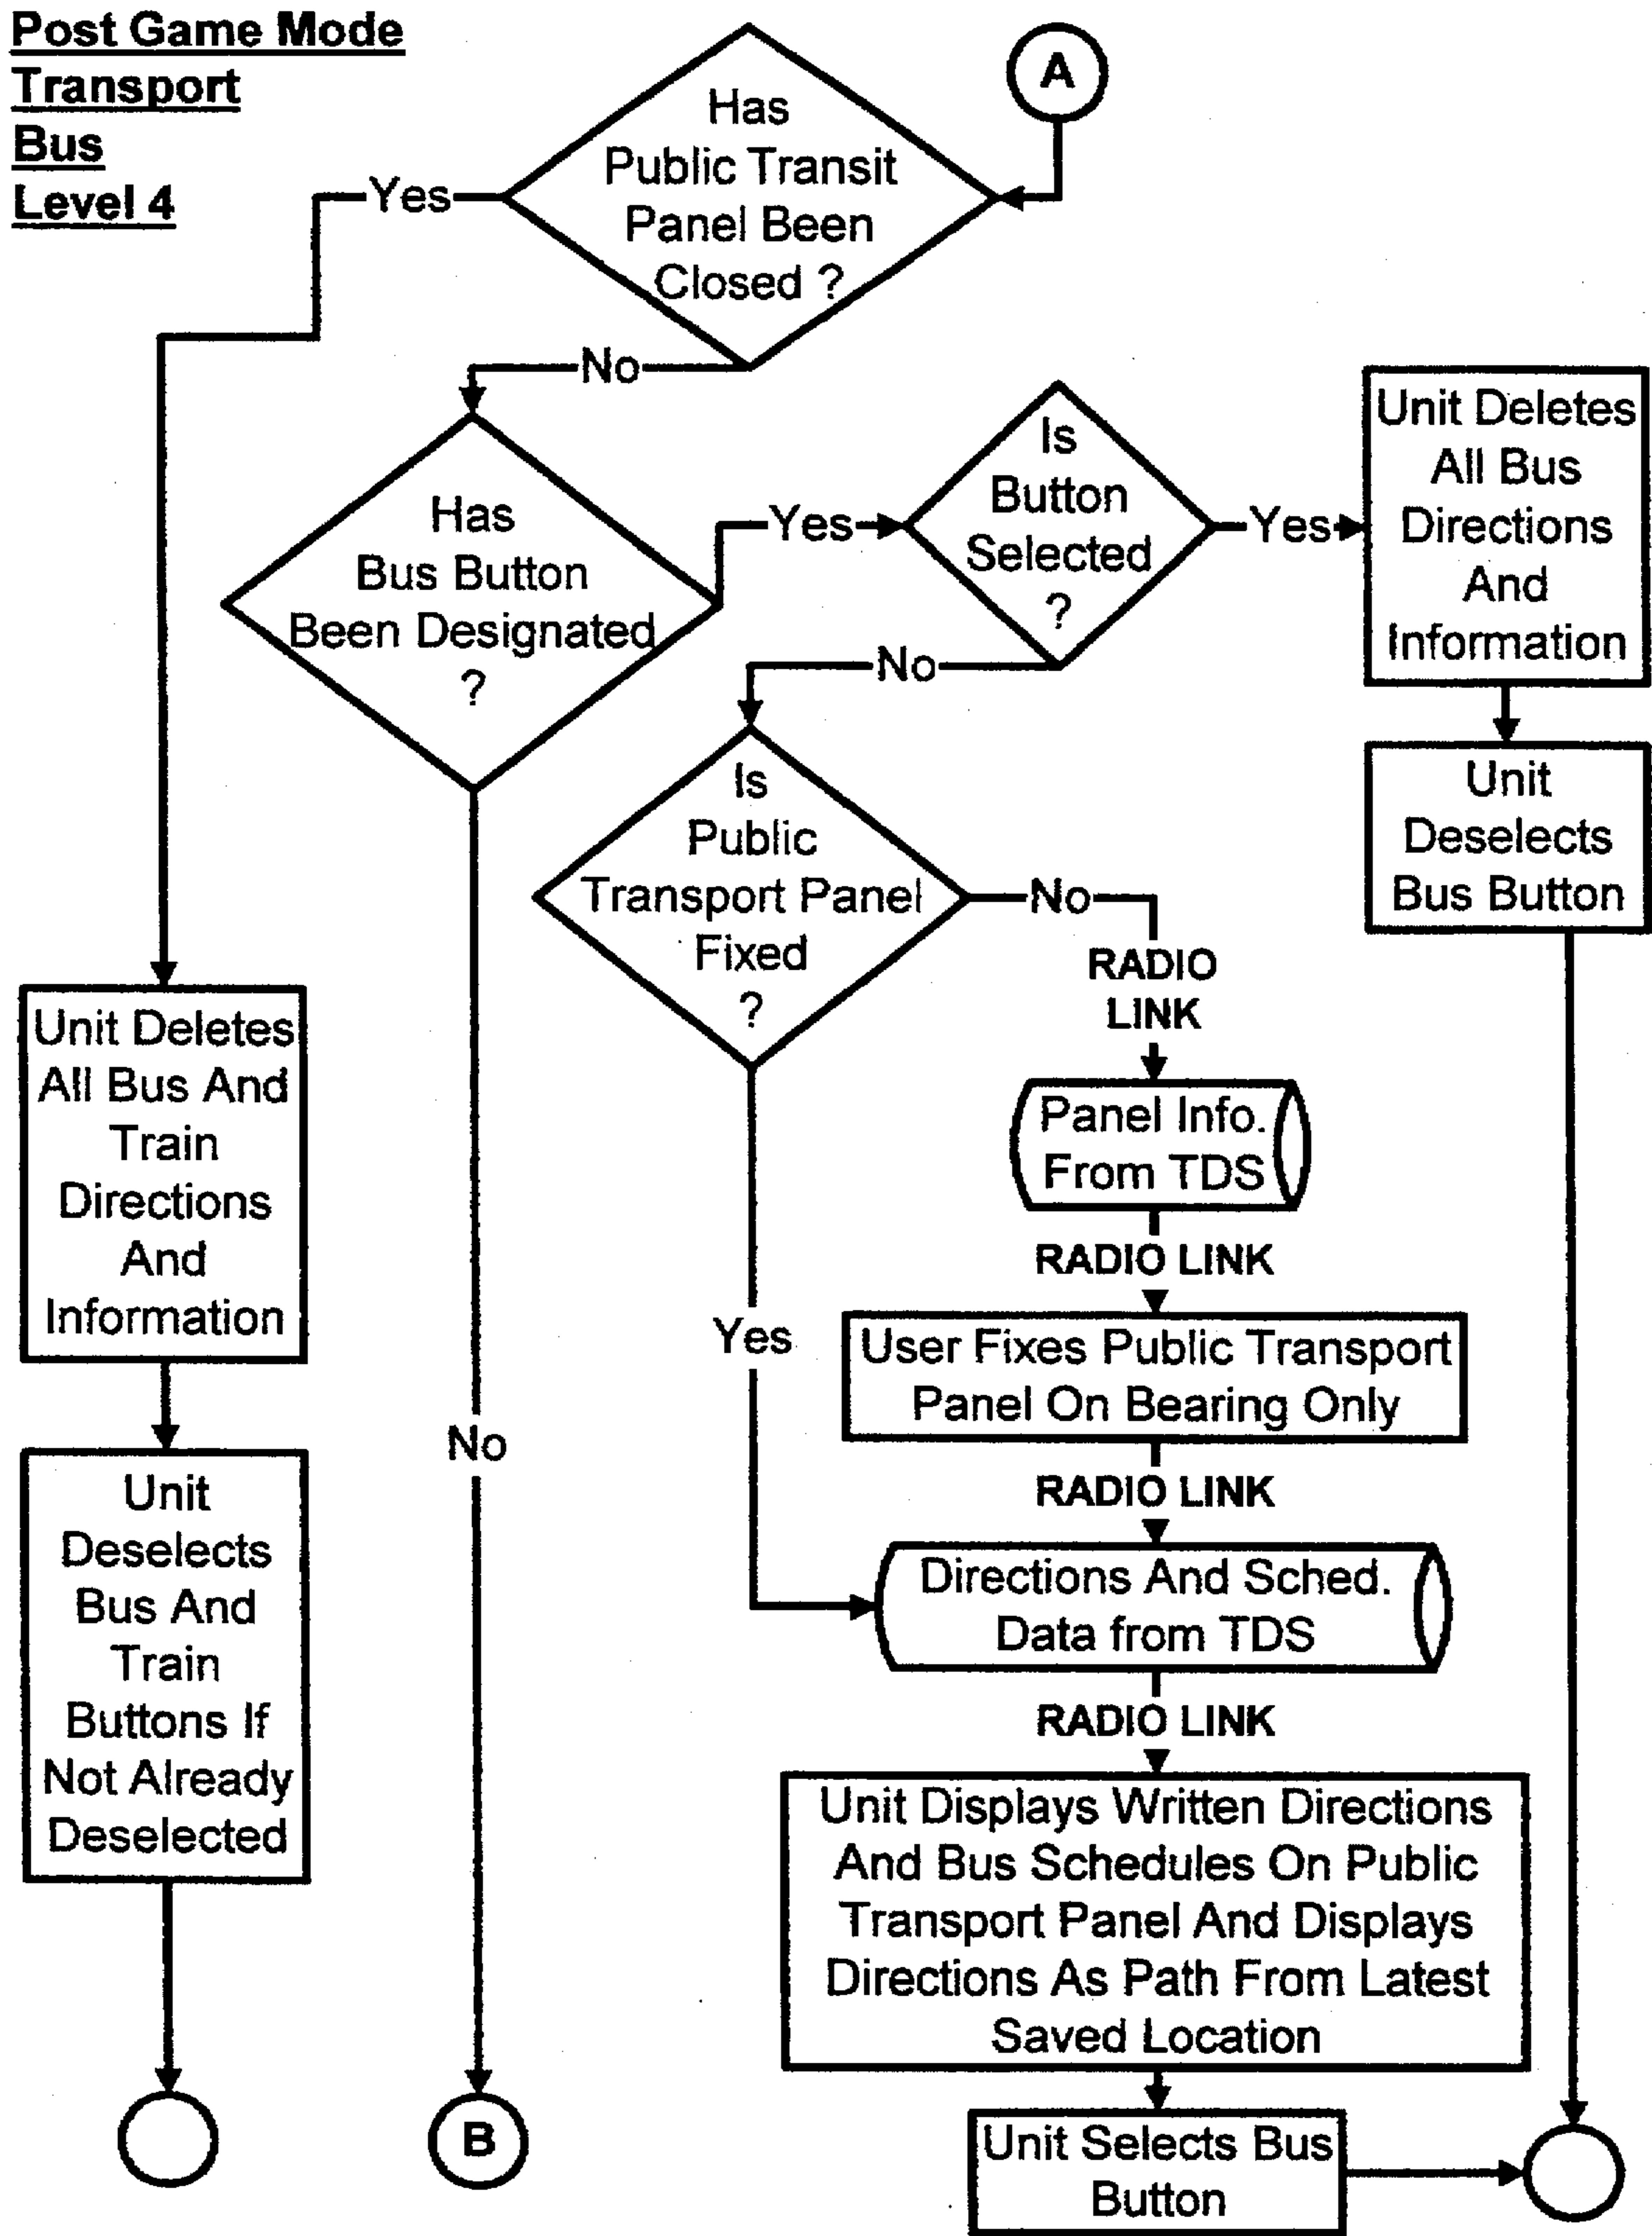 Post Game Mode
Transport
Bus
Level 4
A
Has
Public Transit
Panel Been
Closed ?
Yes
No
Has
Bus Button
Been Designated
?
Yes
Is
Button
Selected
?
Yes
Unit Deletes
All Bus
Directions
And
Information
No
Unit
Deselects
Bus Button
Is
Public
Transport Panel
Fixed
?
No
RADIO
LINK
Panel Info.
From TDS
RADIO LINK
Yes
User Fixes Public Transport
Panel On Bearing Only
RADIO LINK
Directions And Sched.
Data from TDS
RADIO LINK
Unit Displays Written Directions
And Bus Schedules On Public
Transport Panel And Displays
Directions As Path From Latest
Saved Location
Unit Selects Bus
Button
Unit Deletes
All Bus And
Train
Directions
And
Information
Unit
Deselects
Bus And
Train
Buttons If
Not Already
Deselected
No
B